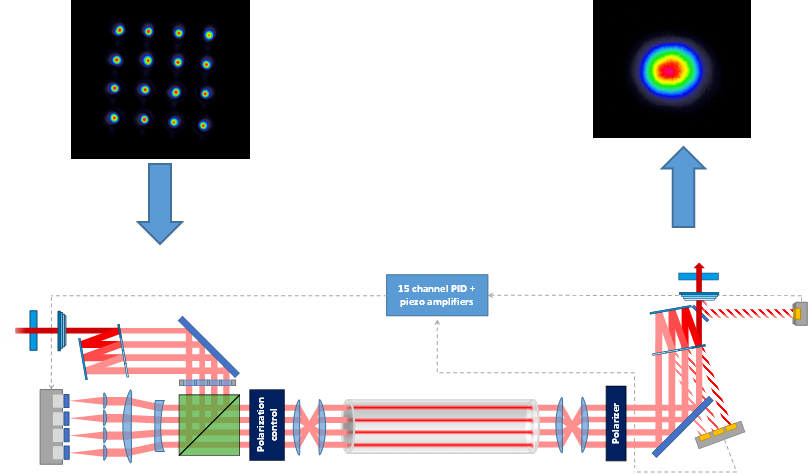 15 channel PID +
piezo amplifiers
Polarization
control
Polarizer